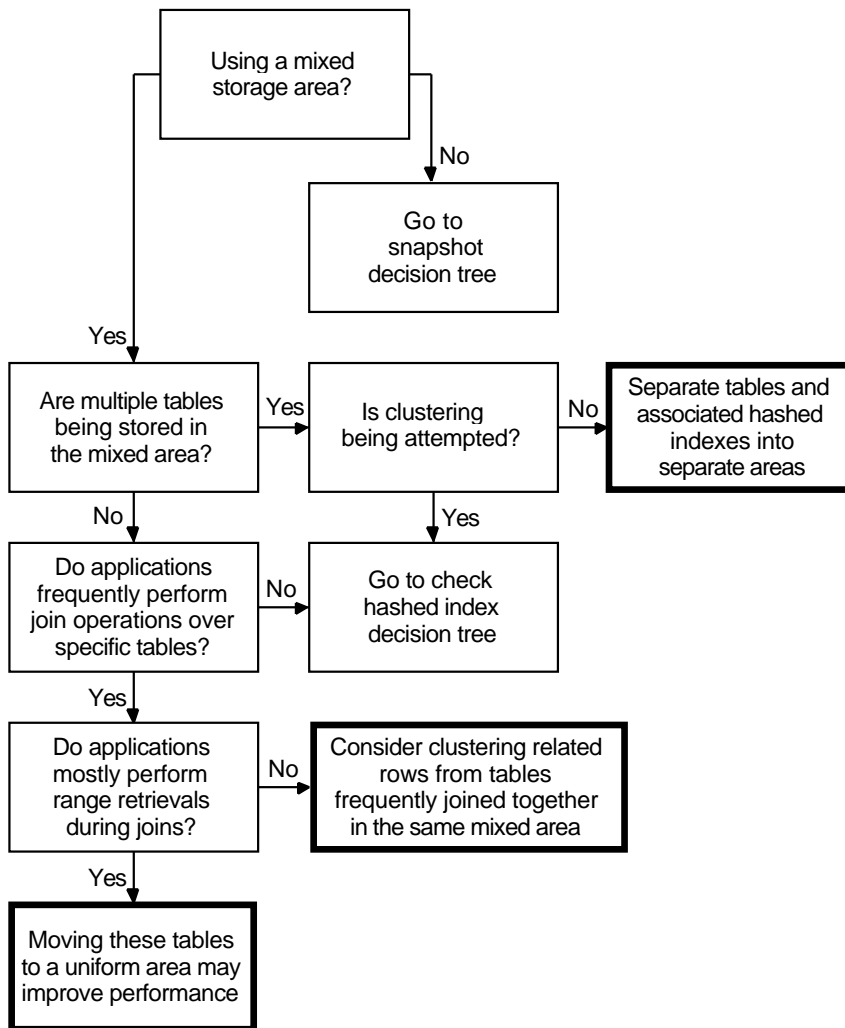 Using a mixed
storage area?
No
Go to
snapshot
decision tree
Yes
Are multiple tables
being stored in
the mixed area?
Yes
Is clustering
being attempted?
No
Separate tables and
associated hashed
indexes into
separate areas
No
Yes
Do applications
frequently perform
join operations over
specific tables?
No
Go to check
hashed index
decision tree
Yes
Do applications
mostly perform
range retrievals
during joins?
No
Consider clustering related
rows from tables
frequently joined together
in the same mixed area
Yes
Moving these tables
to a uniform area may
improve performance